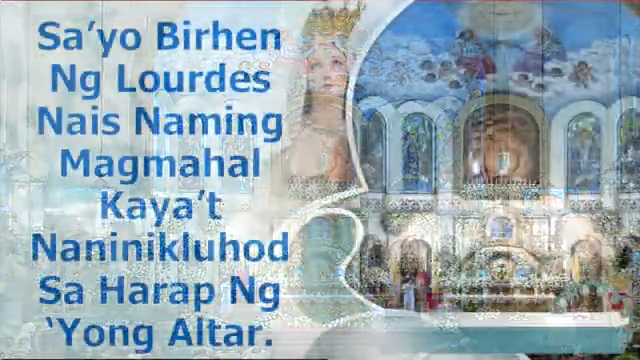 Sa’yo Birhen
Ng Lourdes
Nais Naming
Magmahal
Kaya’t
Naninikluhod
Sa Harap Ng
‘Yong Altar.